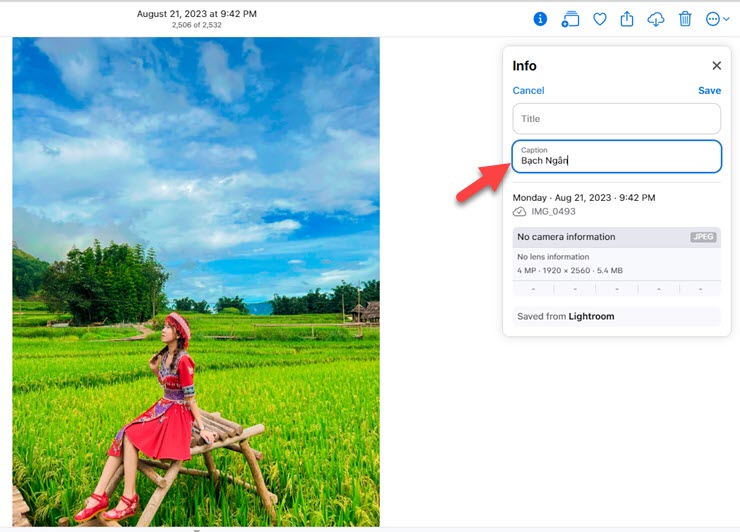 August 21, 2023 at 9:42 PM
2,506 of 2,532
Info
Cancel
Save
Title
Caption
Bạch Ngân
Monday · Aug 21, 2023 · 9:42 PM
IMG_0493
No camera information
JPEG
No lens information
4 MP · 1920 × 2560 · 5.4 MB
- - - - -
Saved from Lightroom